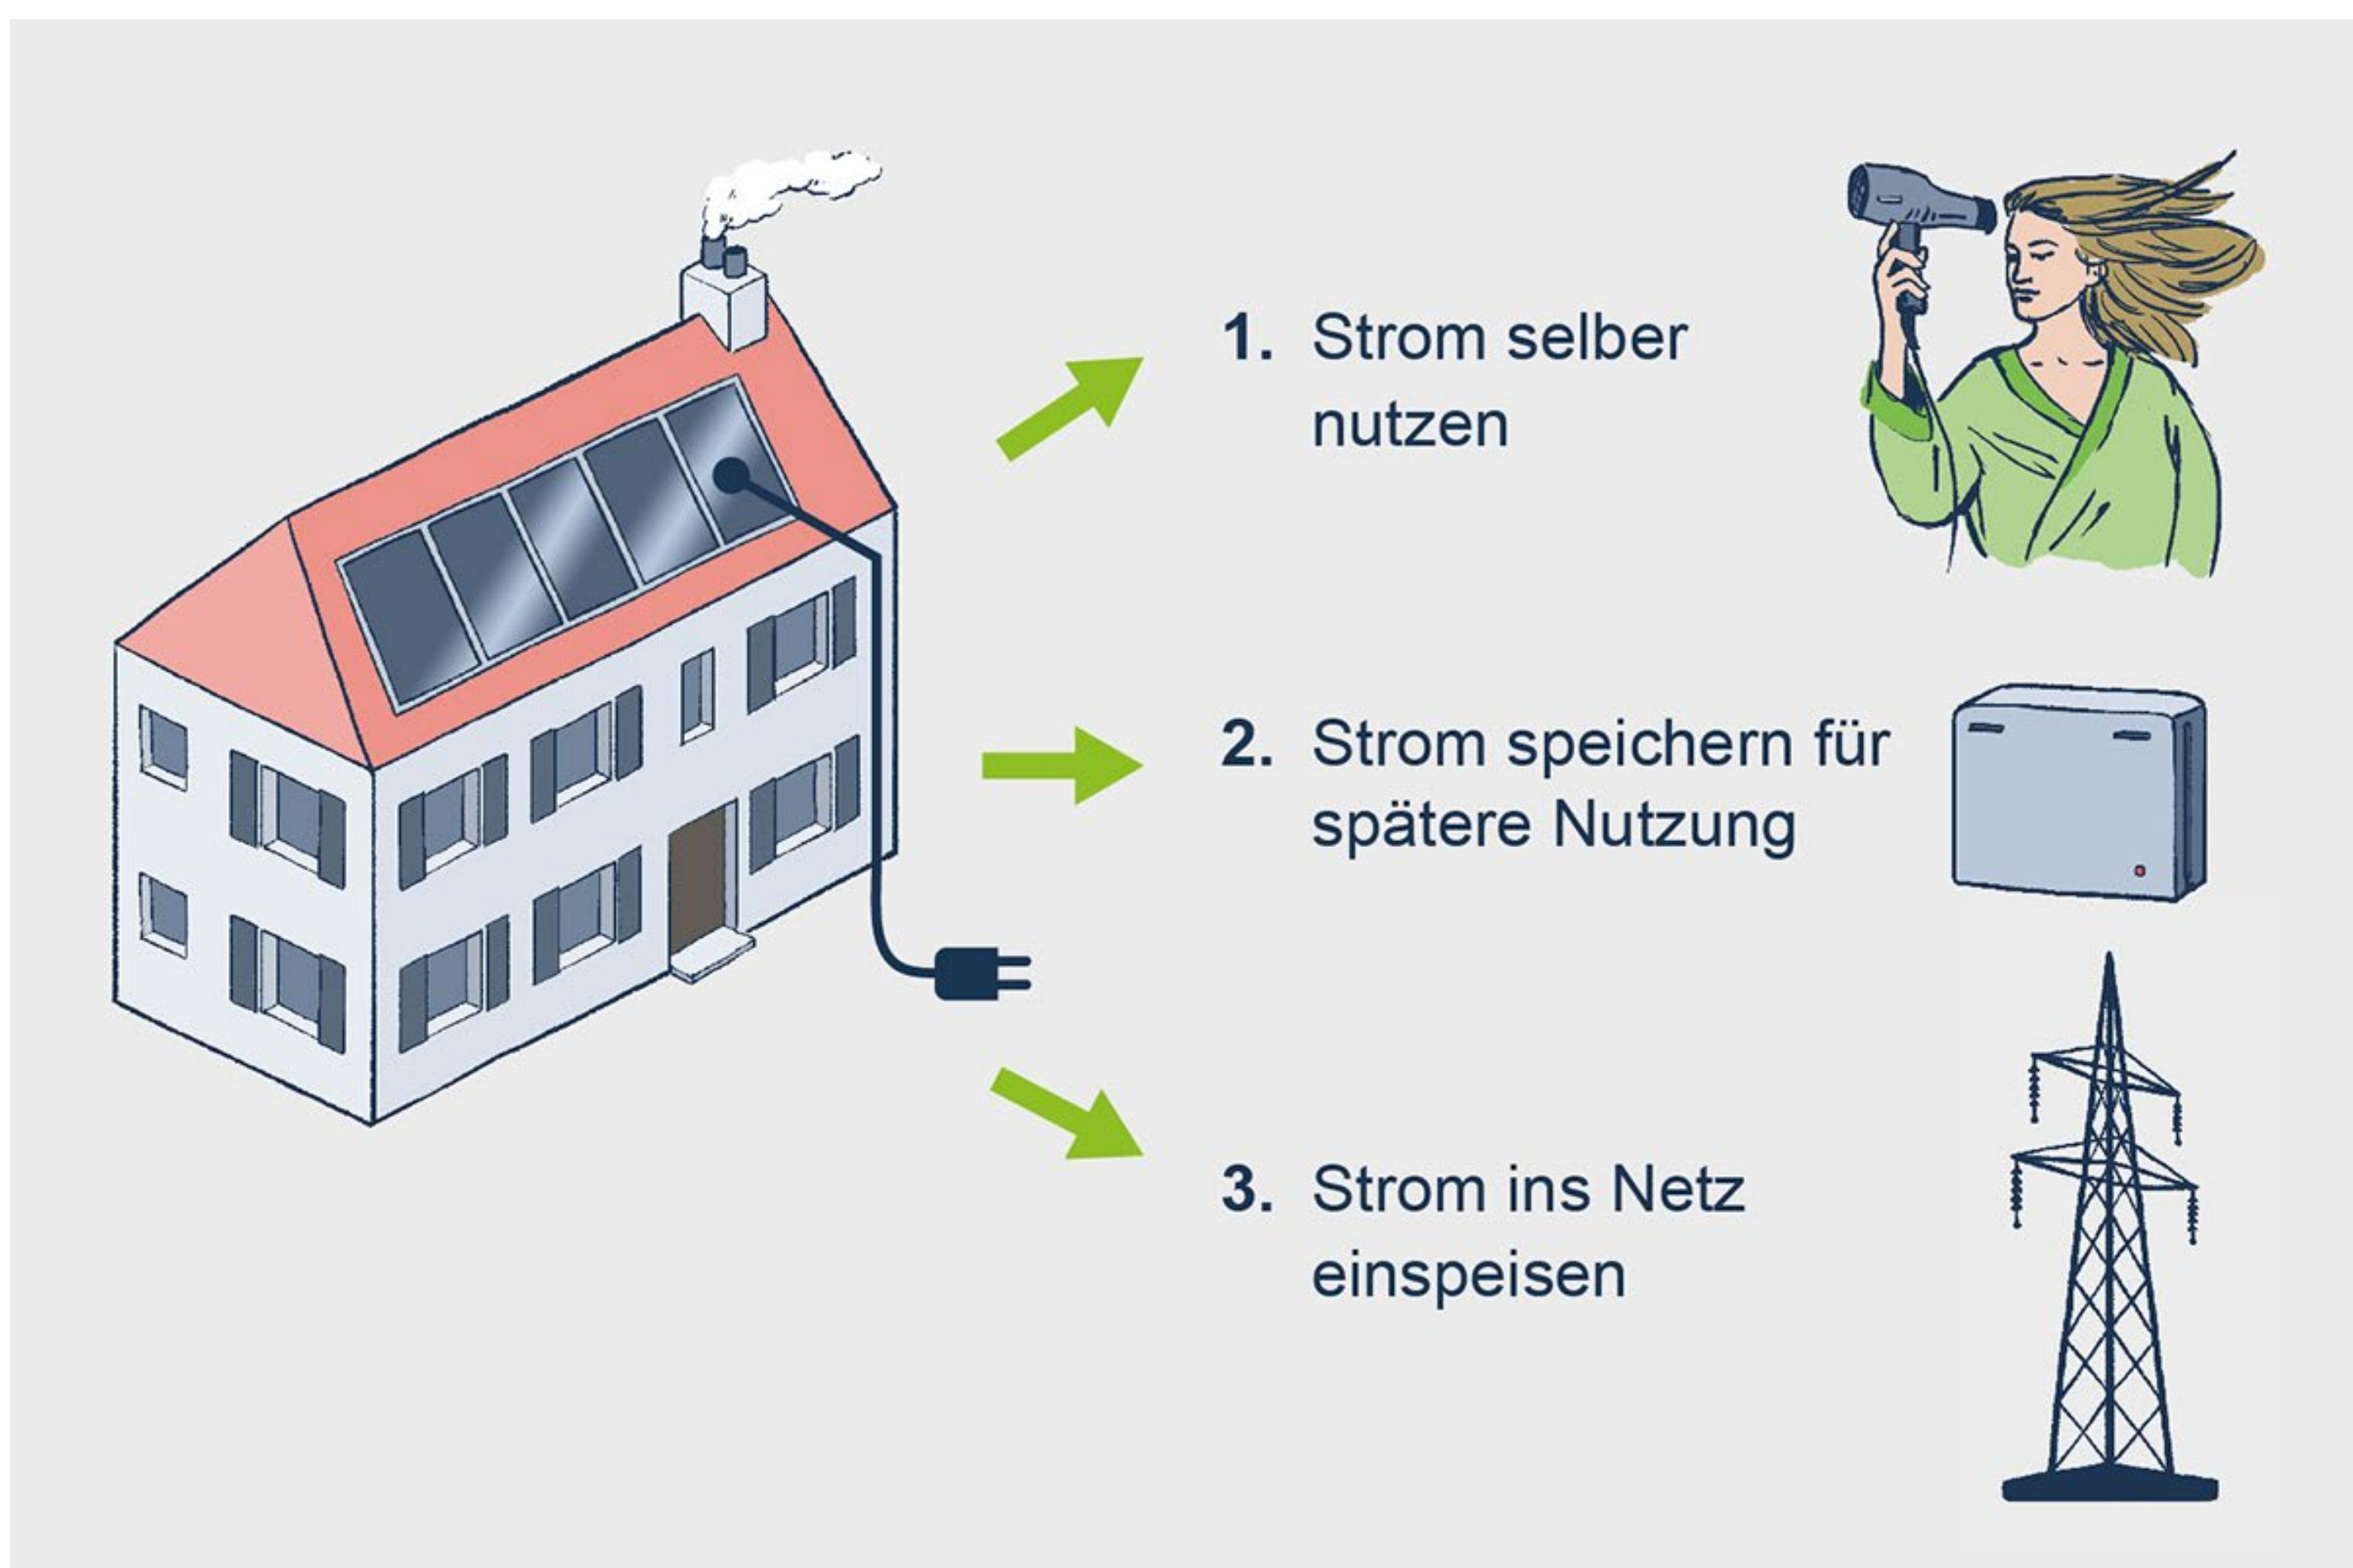 1. Strom selber
nutzen
2. Strom speichern für
spätere Nutzung
3. Strom ins Netz
einspeisen